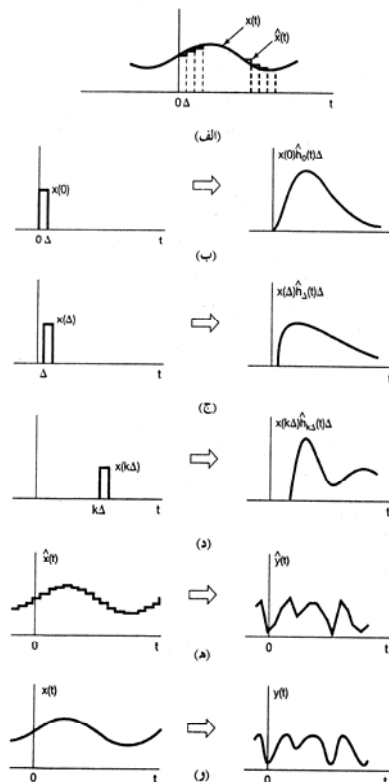 x(t)
x̂(t)
0 Δ
t
(الف)
x(0)
0 Δ
t
x(0)ĥ₀(t)Δ
t
(ب)
x(Δ)
Δ
t
x(Δ)ĥ_Δ(t)Δ
t
(ج)
x(kΔ)
kΔ
t
x(kΔ)ĥ_kΔ(t)Δ
t
(د)
x̂(t)
0
t
ŷ(t)
0
t
(ه)
x(t)
0
t
y(t)
0
t
(و)